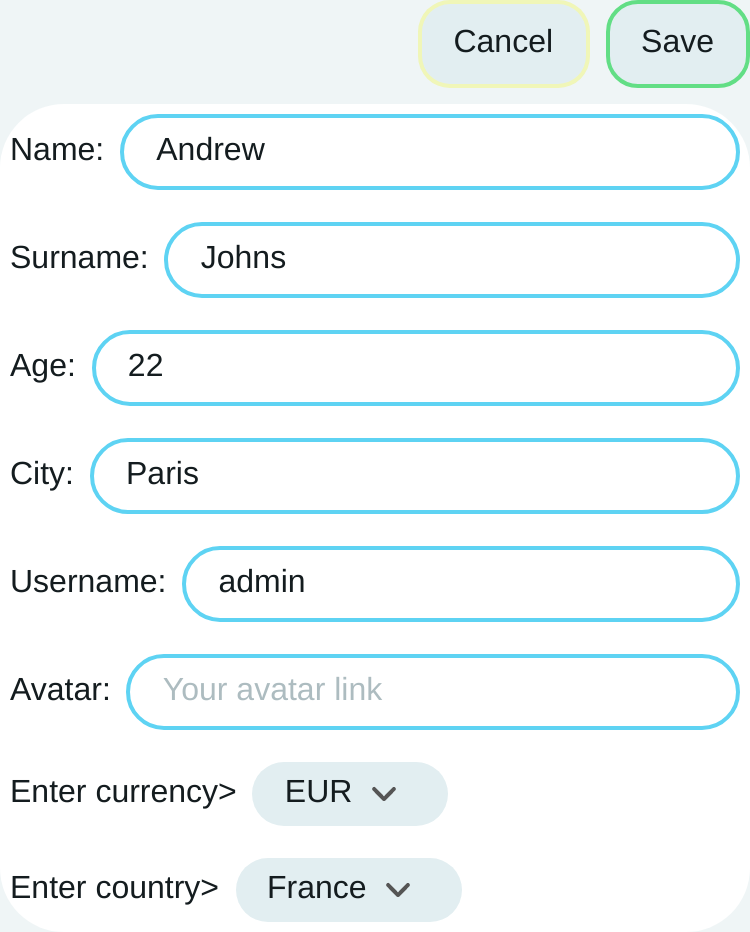 Cancel Save
Name: Andrew
Surname: Johns
Age: 22
City: Paris
Username: admin
Avatar: Your avatar link
Enter currency> EUR
Enter country> France